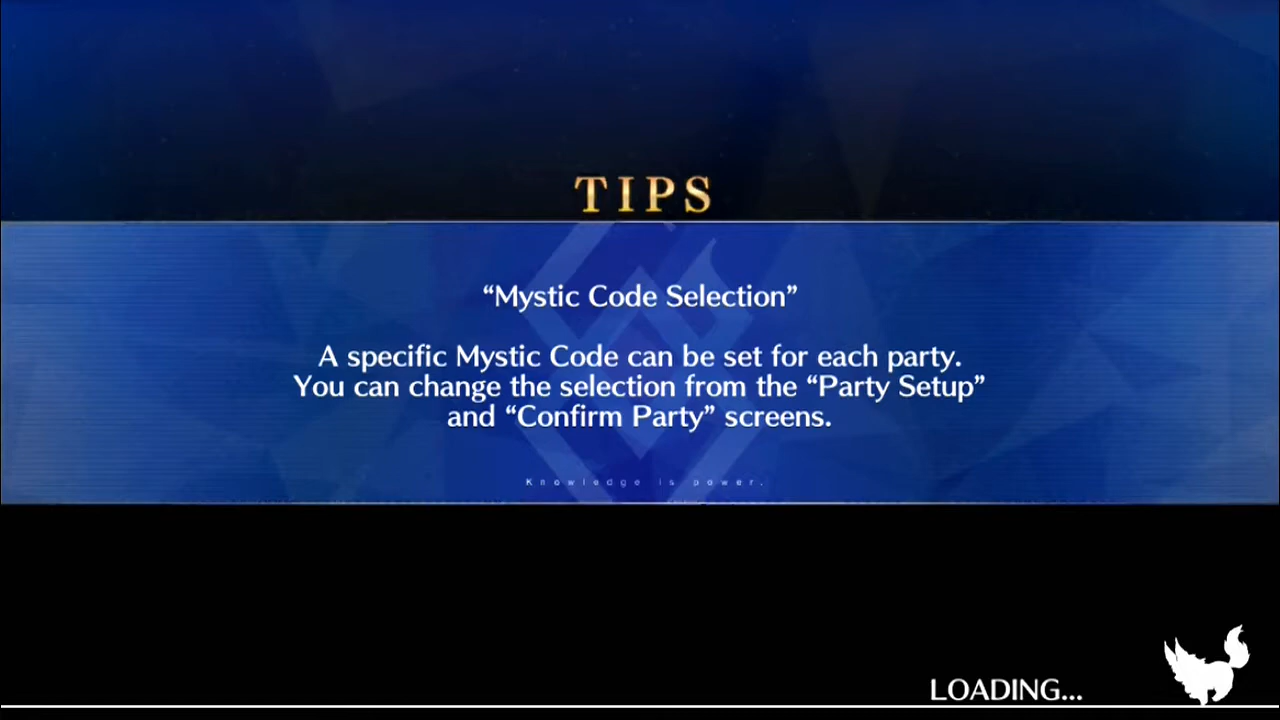 TIPS
“Mystic Code Selection”
A specific Mystic Code can be set for each party.
You can change the selection from the “Party Setup”
and “Confirm Party” screens.
Knowledge is power.
LOADING...